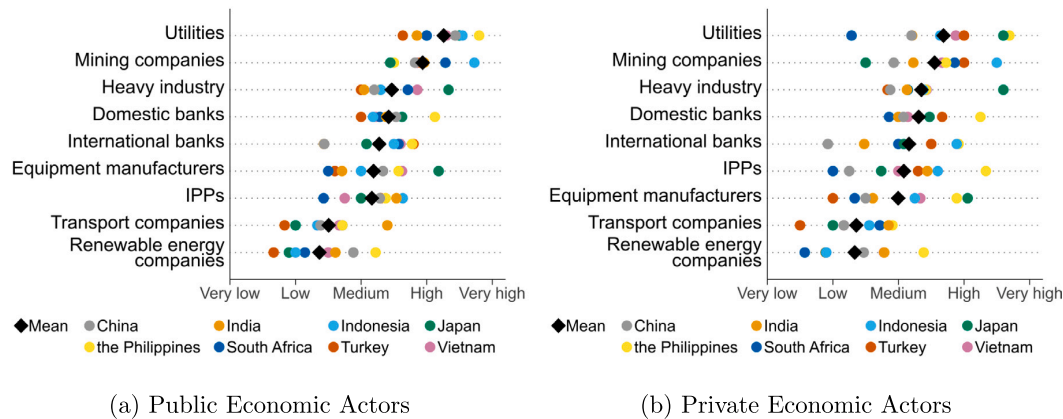 Utilities
Mining companies
Heavy industry
Domestic banks
International banks
Equipment manufacturers
IPPs
Transport companies
Renewable energy
companies
Very low Low Medium High Very high
Mean China India Indonesia Japan
the Philippines South Africa Turkey Vietnam
(a) Public Economic Actors
Utilities
Mining companies
Heavy industry
Domestic banks
International banks
IPPs
Equipment manufacturers
Transport companies
Renewable energy
companies
Very low Low Medium High Very high
Mean China India Indonesia Japan
the Philippines South Africa Turkey Vietnam
(b) Private Economic Actors